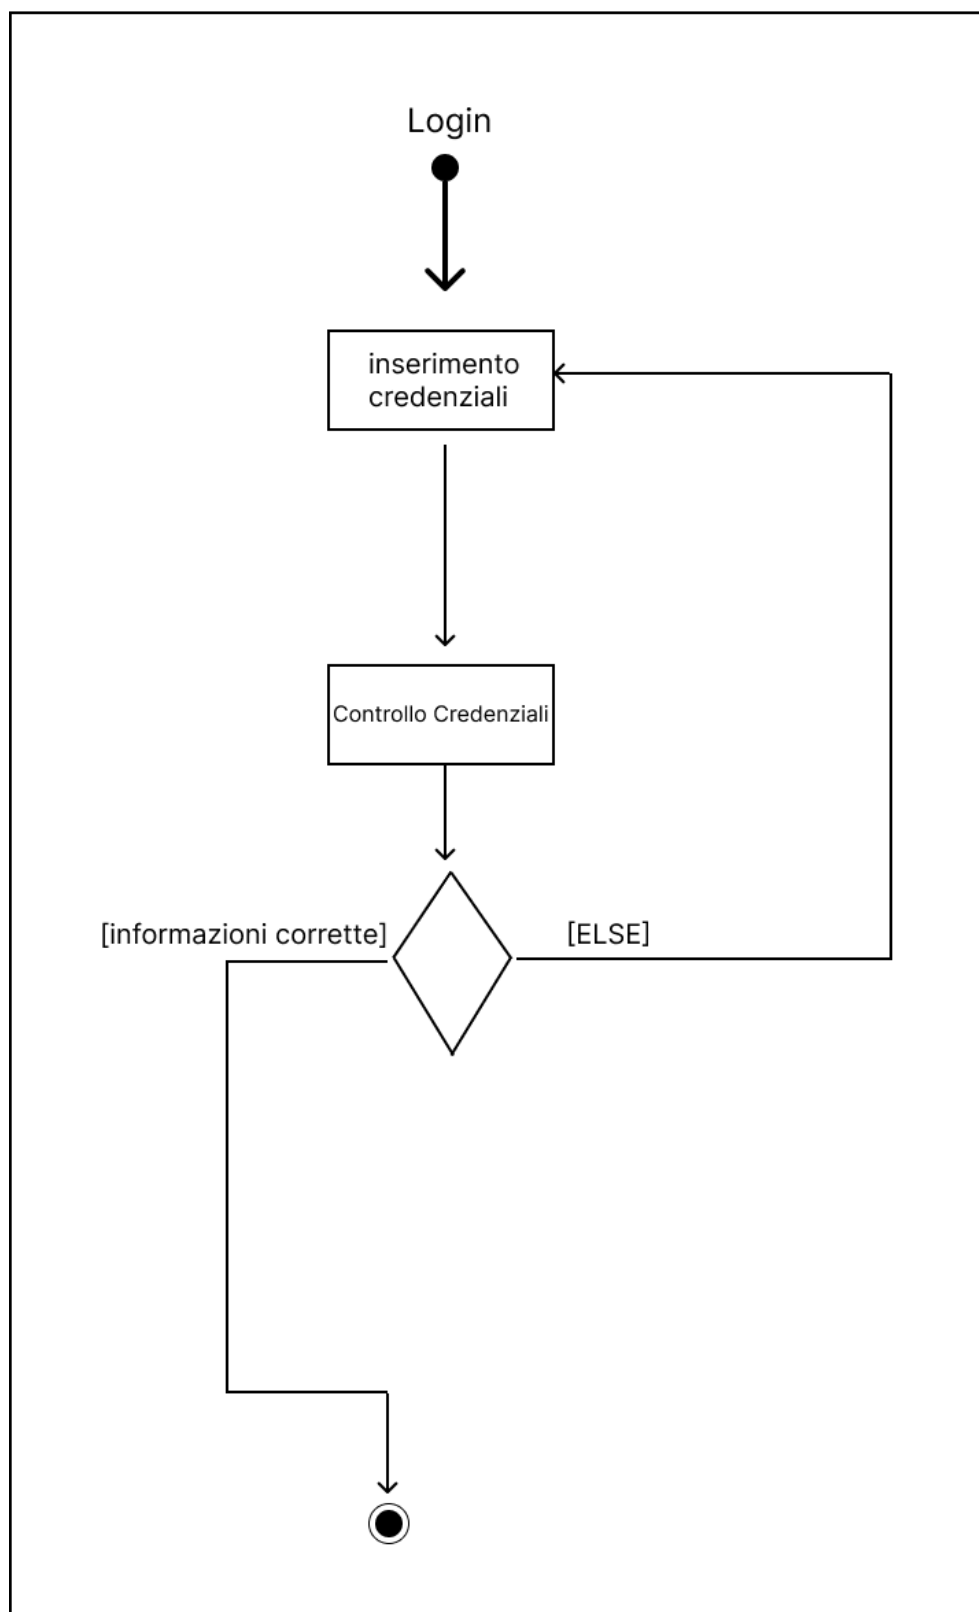 Login
inserimento
credenziali
Controllo Credenziali
[informazioni corrette]
[ELSE]